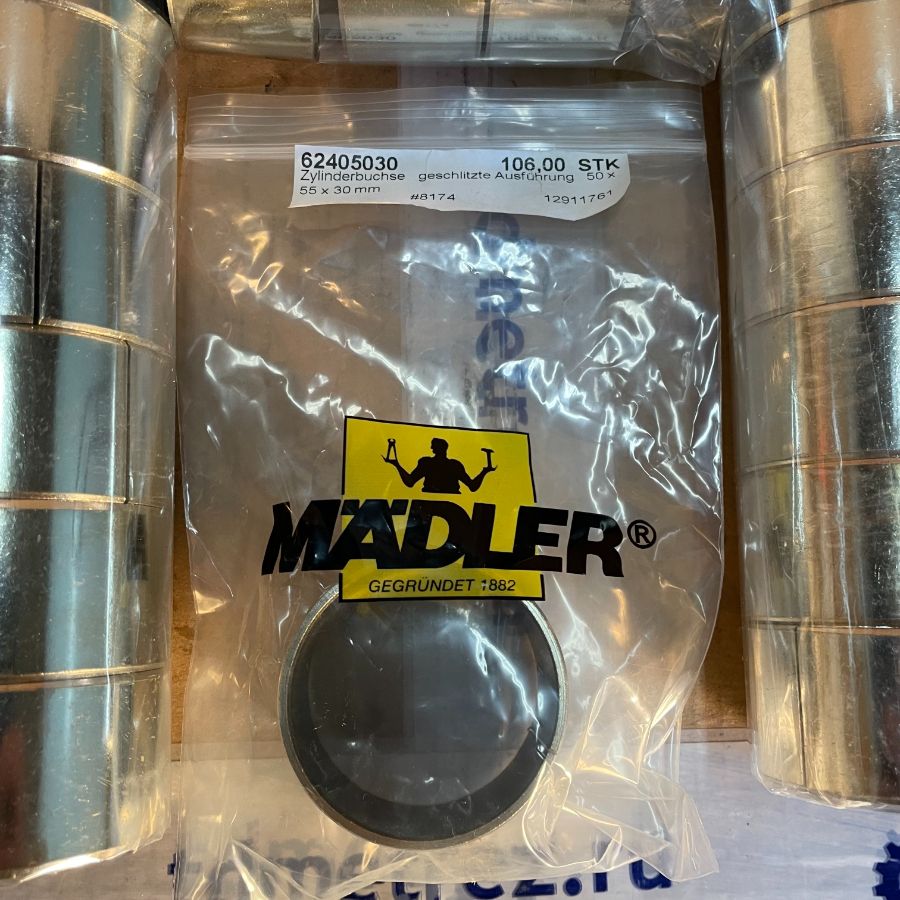 62405030 106,00 STK
Zylinderbuchse geschlitzte Ausführung 50 x
55 x 30 mm #8174 12911761
MÄDLER®
GEGRÜNDET 1882